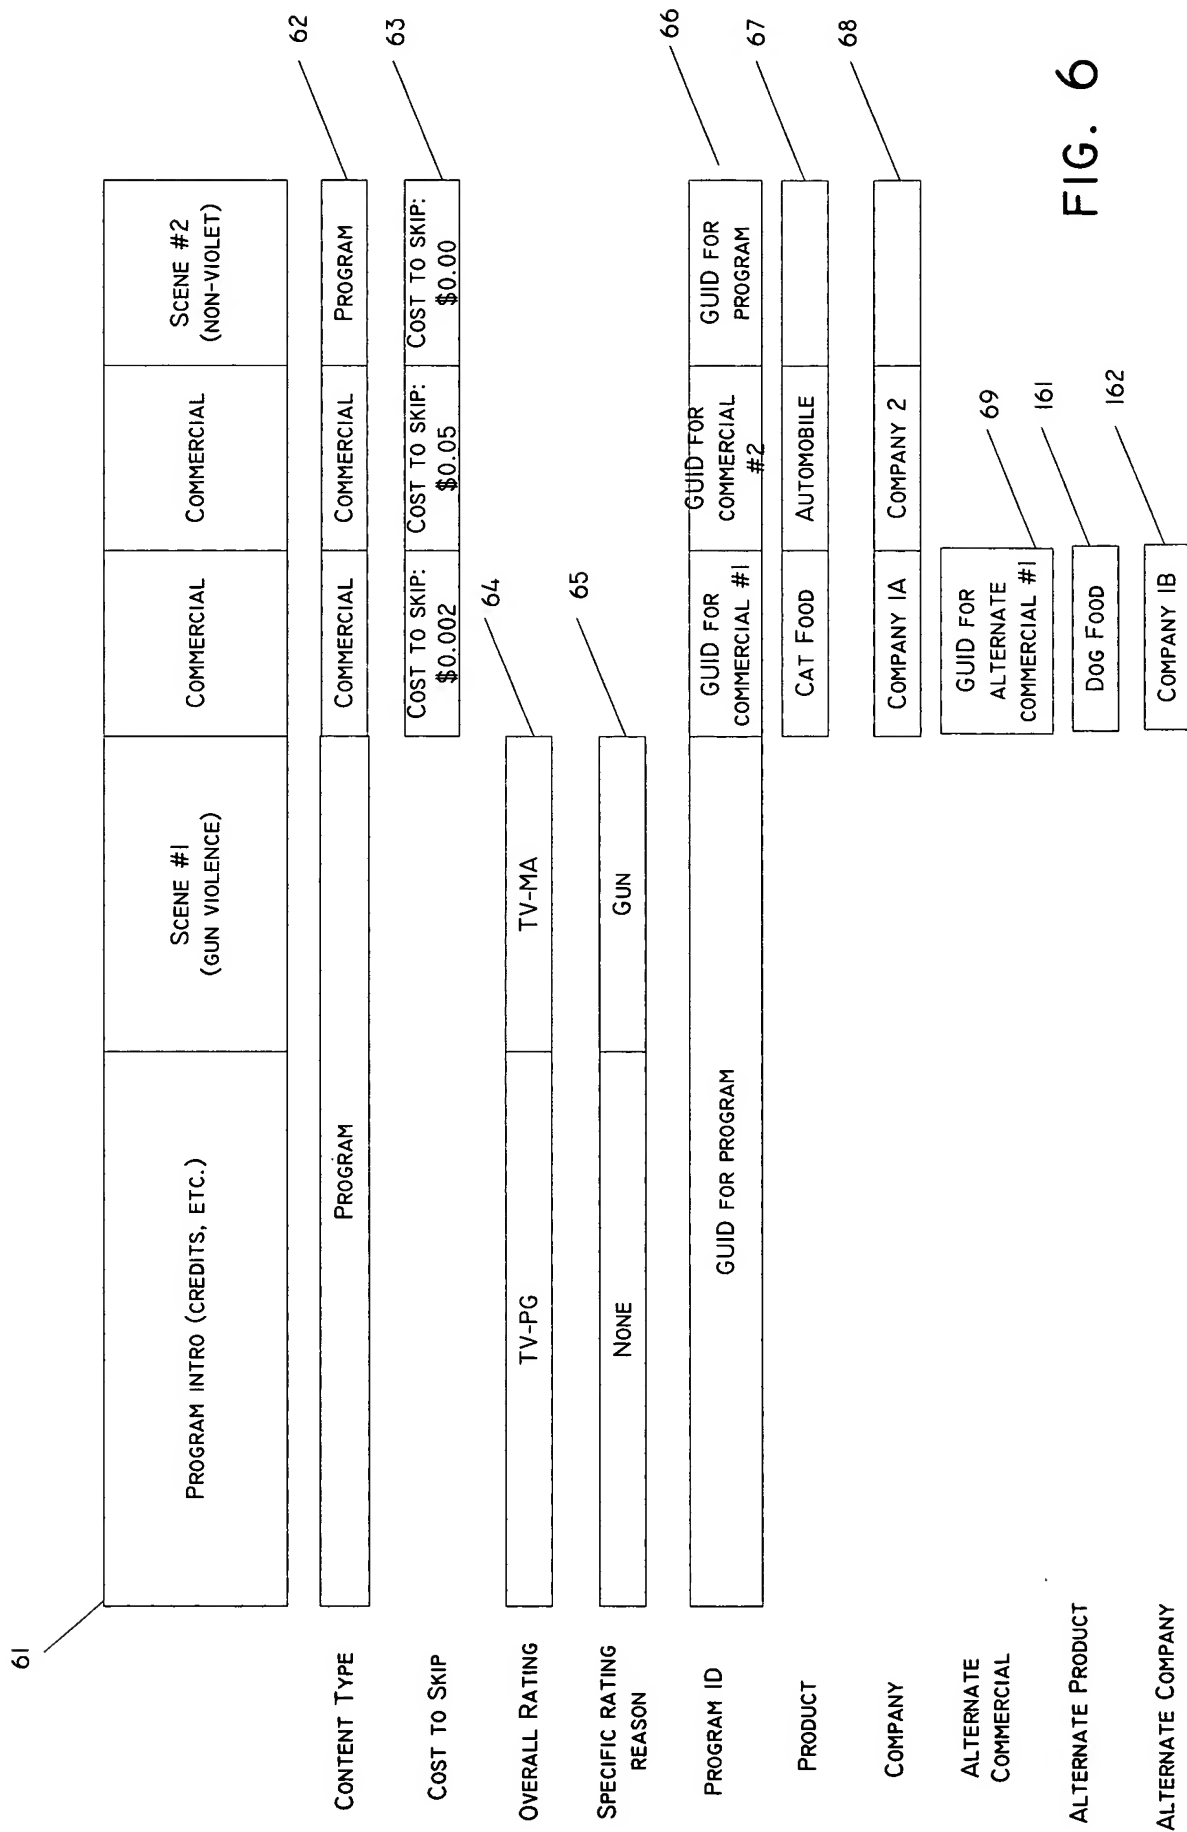 61
PROGRAM INTRO (CREDITS, ETC.)
SCENE #1
(GUN VIOLENCE)
COMMERCIAL
COMMERCIAL
SCENE #2
(NON-VIOLET)
CONTENT TYPE
PROGRAM
COMMERCIAL
COMMERCIAL
PROGRAM
62
COST TO SKIP
COST TO SKIP:
$0.002
COST TO SKIP:
$0.05
COST TO SKIP:
$0.00
63
OVERALL RATING
TV-PG
TV-MA
64
SPECIFIC RATING
REASON
NONE
GUN
65
PROGRAM ID
GUID FOR PROGRAM
GUID FOR
COMMERCIAL #1
GUID FOR
COMMERCIAL
#2
GUID FOR
PROGRAM
66
PRODUCT
CAT FOOD
AUTOMOBILE
67
COMPANY
COMPANY 1A
COMPANY 2
68
ALTERNATE
COMMERCIAL
GUID FOR
ALTERNATE
COMMERCIAL #1
69
ALTERNATE PRODUCT
DOG FOOD
161
ALTERNATE COMPANY
COMPANY 1B
162
FIG. 6